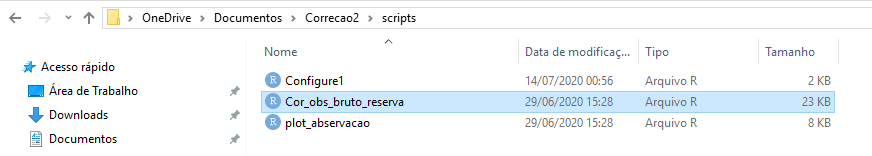 OneDrive > Documentos > Correcao2 > scripts
Nome Data de modificaç... Tipo Tamanho
Acesso rápido
Área de Trabalho
Downloads
Documentos
R Configure1 14/07/2020 00:56 Arquivo R 2 KB
R Cor_obs_bruto_reserva 29/06/2020 15:28 Arquivo R 23 KB
R plot_abservacao 29/06/2020 15:28 Arquivo R 8 KB